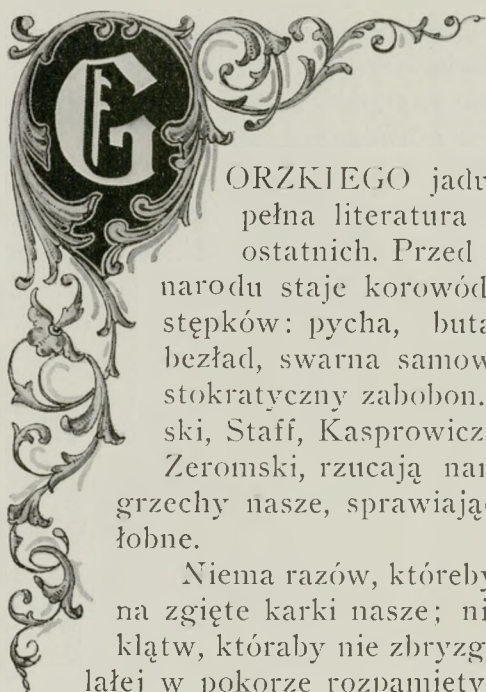 GORZKIEGO jadu
pełna literatura
ostatnich. Przed
narodu staje korowód
stępków: pycha, buta
bezład, swarna samow
stokratyczny zabobon.
ski, Staff, Kasprowicz
Zeromski, rzucają nar
grzechy nasze, sprawiają
łobne.
Niema razów, któreby
na zgięte karki nasze; ni
klątw, któraby nie zbryzg
lałej w pokorze rozpamięty